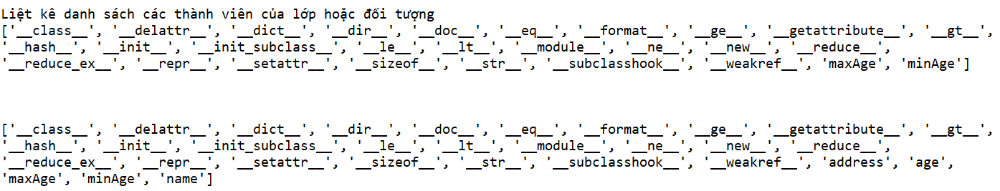 Liệt kê danh sách các thành viên của lớp hoặc đối tượng
['__class__', '__delattr__', '__dict__', '__dir__', '__doc__', '__eq__', '__format__', '__ge__', '__getattribute__', '__gt__',
'__hash__', '__init__', '__init_subclass__', '__le__', '__lt__', '__module__', '__ne__', '__new__', '__reduce__',
'__reduce_ex__', '__repr__', '__setattr__', '__sizeof__', '__str__', '__subclasshook__', '__weakref__', 'maxAge', 'minAge']
['__class__', '__delattr__', '__dict__', '__dir__', '__doc__', '__eq__', '__format__', '__ge__', '__getattribute__', '__gt__',
'__hash__', '__init__', '__init_subclass__', '__le__', '__lt__', '__module__', '__ne__', '__new__', '__reduce__',
'__reduce_ex__', '__repr__', '__setattr__', '__sizeof__', '__str__', '__subclasshook__', '__weakref__', 'address', 'age',
'maxAge', 'minAge', 'name']